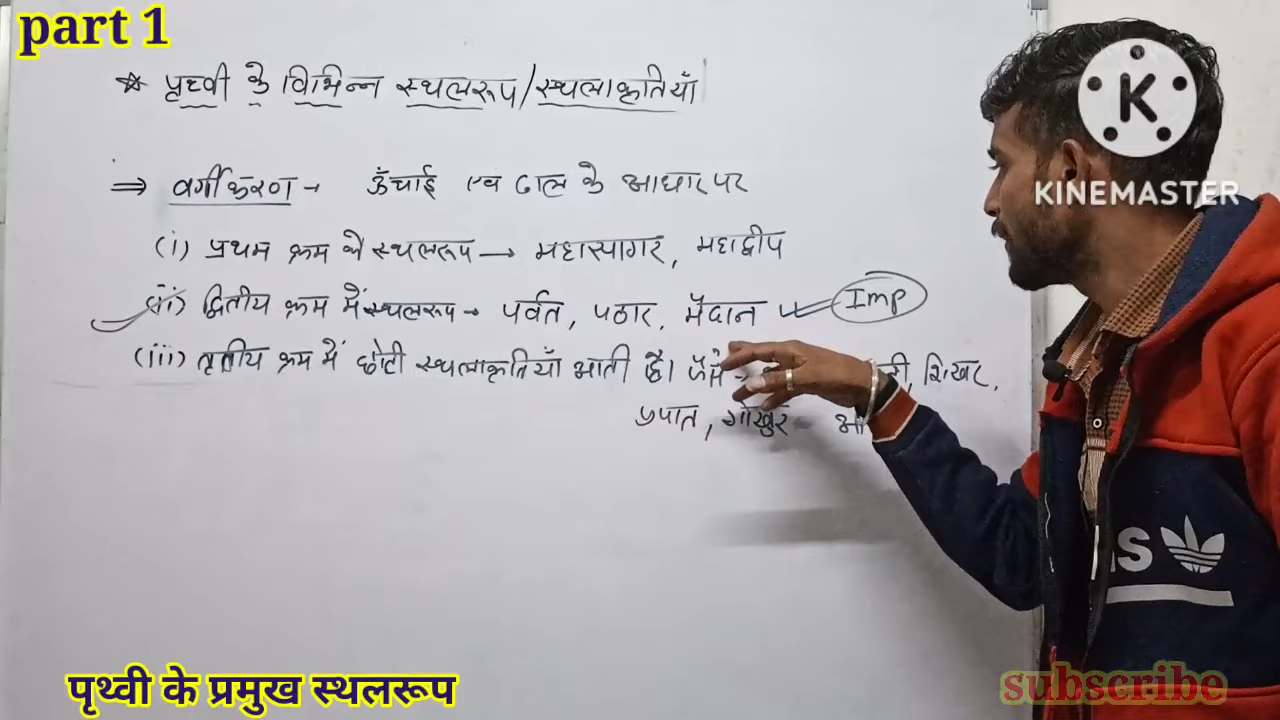 part 1
* पृथ्वी के विभिन्न स्थलरूप/स्थलाकृतियाँ
⇒ वर्गीकरण → ऊँचाई एवं ढाल के आधार पर
(i) प्रथम क्रम के स्थलरूप → महासागर, महाद्वीप
(ii) द्वितीय क्रम में स्थलरूप → पर्वत, पठार, मैदान Imp
(iii) तृतीय क्रम में छोटी स्थलाकृतियाँ आती है। जैसे → शिखर,
प्रपात, गोखुर
KINEMASTER
पृथ्वी के प्रमुख स्थलरूप
subscribe